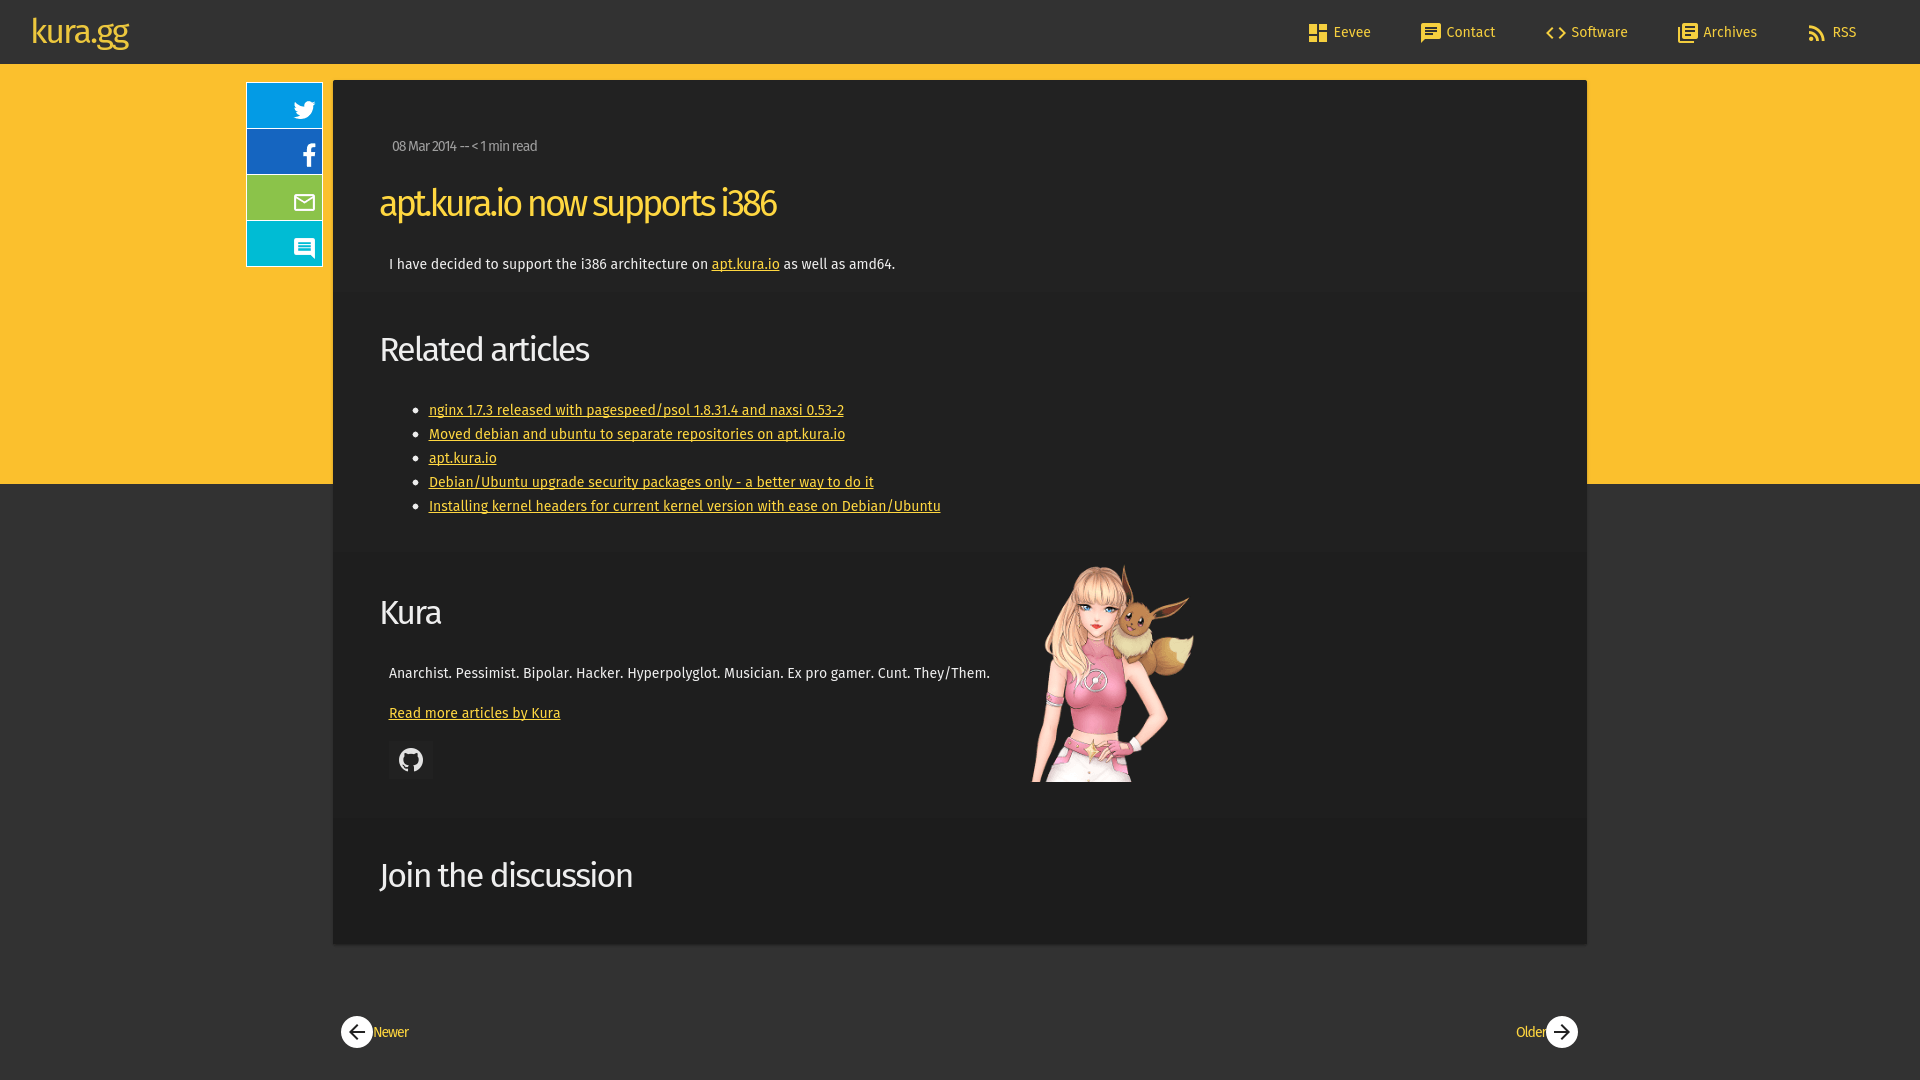 kura.gg
Eevee
Contact
Software
Archives
RSS
08 Mar 2014 -- < 1 min read
apt.kura.io now supports i386
I have decided to support the i386 architecture on apt.kura.io as well as amd64.
Related articles
nginx 1.7.3 released with pagespeed/psol 1.8.31.4 and naxsi 0.53-2
Moved debian and ubuntu to separate repositories on apt.kura.io
apt.kura.io
Debian/Ubuntu upgrade security packages only - a better way to do it
Installing kernel headers for current kernel version with ease on Debian/Ubuntu
Kura
Anarchist. Pessimist. Bipolar. Hacker. Hyperpolyglot. Musician. Ex pro gamer. Cunt. They/Them.
Read more articles by Kura
Join the discussion
Newer
Older